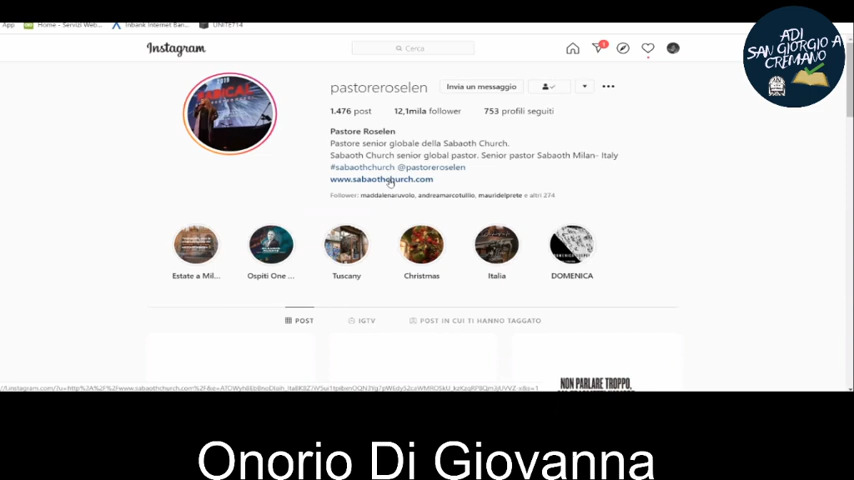 App Home - Servizi Web... Inbank Internet Ban... UNITE714
ADI
SAN GIORGIO A
CREMANO
Instagram Cerca
pastoreroselen Invia un messaggio
1.476 post 12,1mila follower 753 profili seguiti
Pastore Roselen
Pastore senior globale della Sabaoth Church.
Sabaoth Church senior global pastor. Senior pastor Sabaoth Milan- Italy
#sabaothchurch @pastoreroselen
www.sabaothchurch.com
Follower: maddalenaruvolo, andreamarcotullio, mauridelprete e altri 274
Estate a Mil... Ospiti One ... Tuscany Christmas Italia DOMENICA
POST IGTV POST IN CUI TI HANNO TAGGATO
NON PARLARE TROPPO,
Onorio Di Giovanna